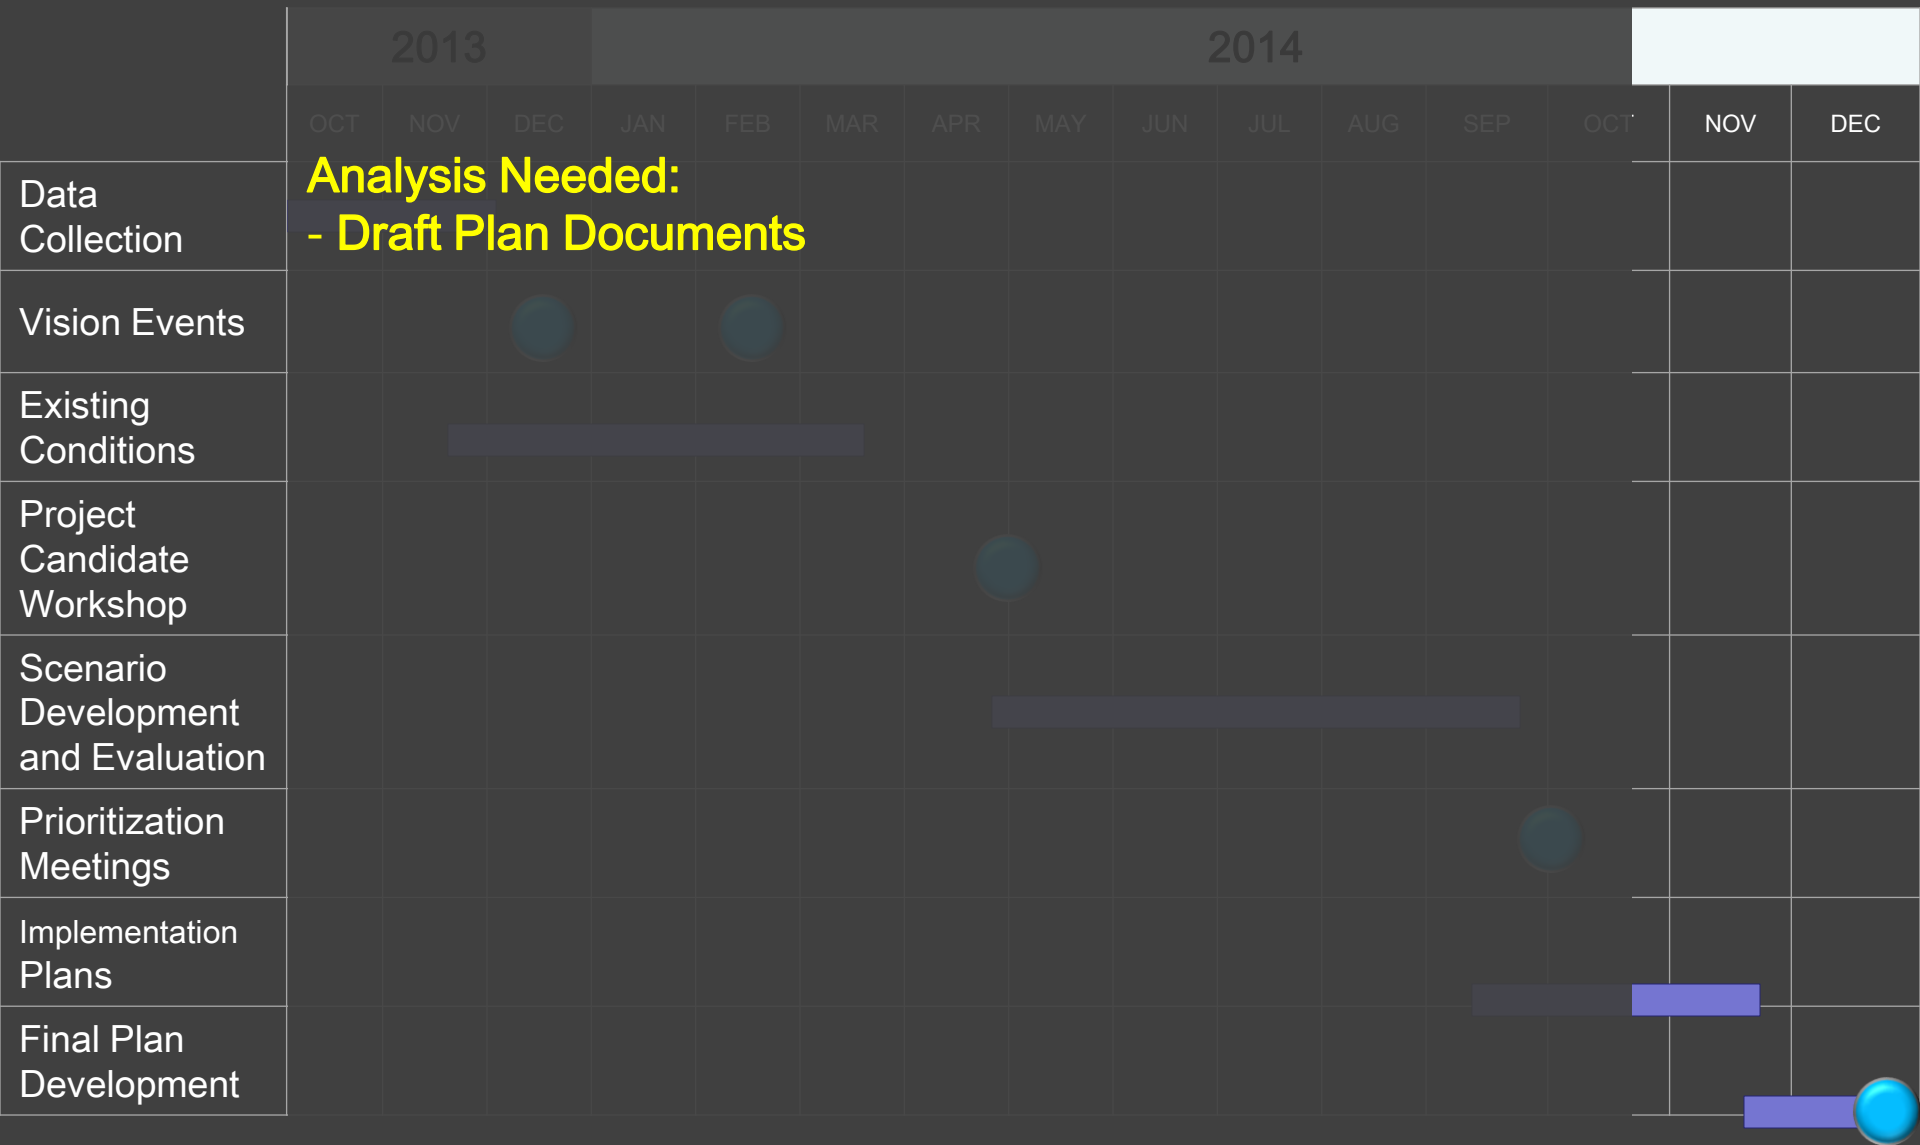 2013 2014
OCT NOV DEC JAN FEB MAR APR MAY JUN JUL AUG SEP OCT NOV DEC
Analysis Needed:
- Draft Plan Documents
Data
Collection
Vision Events
Existing
Conditions
Project
Candidate
Workshop
Scenario
Development
and Evaluation
Prioritization
Meetings
Implementation
Plans
Final Plan
Development